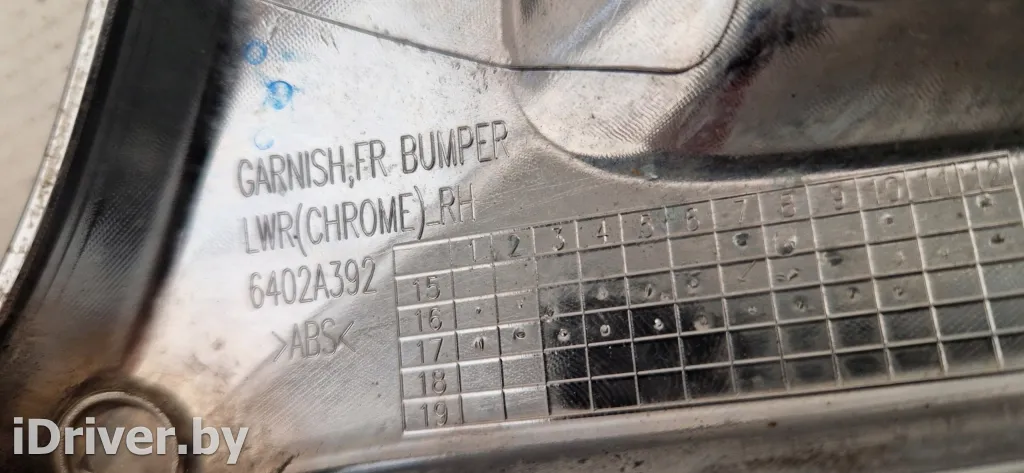 GARNISH,FR BUMPER
LWR(CHROME)_RH
6402A392
>ABS<
1 2 3 4 5 6 7 8 9 10 11 12
15
16
17
18
19
iDriver.by